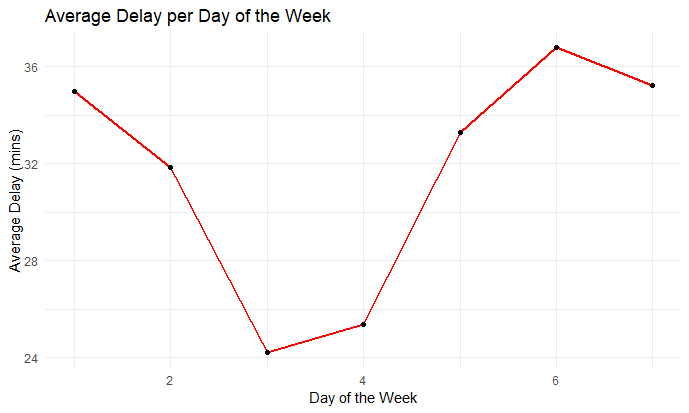 Average Delay per Day of the Week
Average Delay (mins)
36
32
28
24
2 4 6
Day of the Week